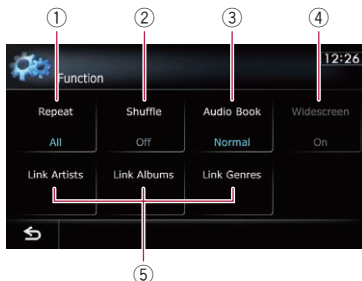 ① ② ③ ④
12:26
Function
Repeat Shuffle Audio Book Widescreen
All Off Normal On
Link Artists Link Albums Link Genres
⑤